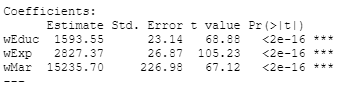 Coefficients:
Estimate Std. Error t value Pr(>|t|)
wEduc 1593.55 23.14 68.88 <2e-16 ***
wExp 2827.37 26.87 105.23 <2e-16 ***
wMar 15235.70 226.98 67.12 <2e-16 ***
---